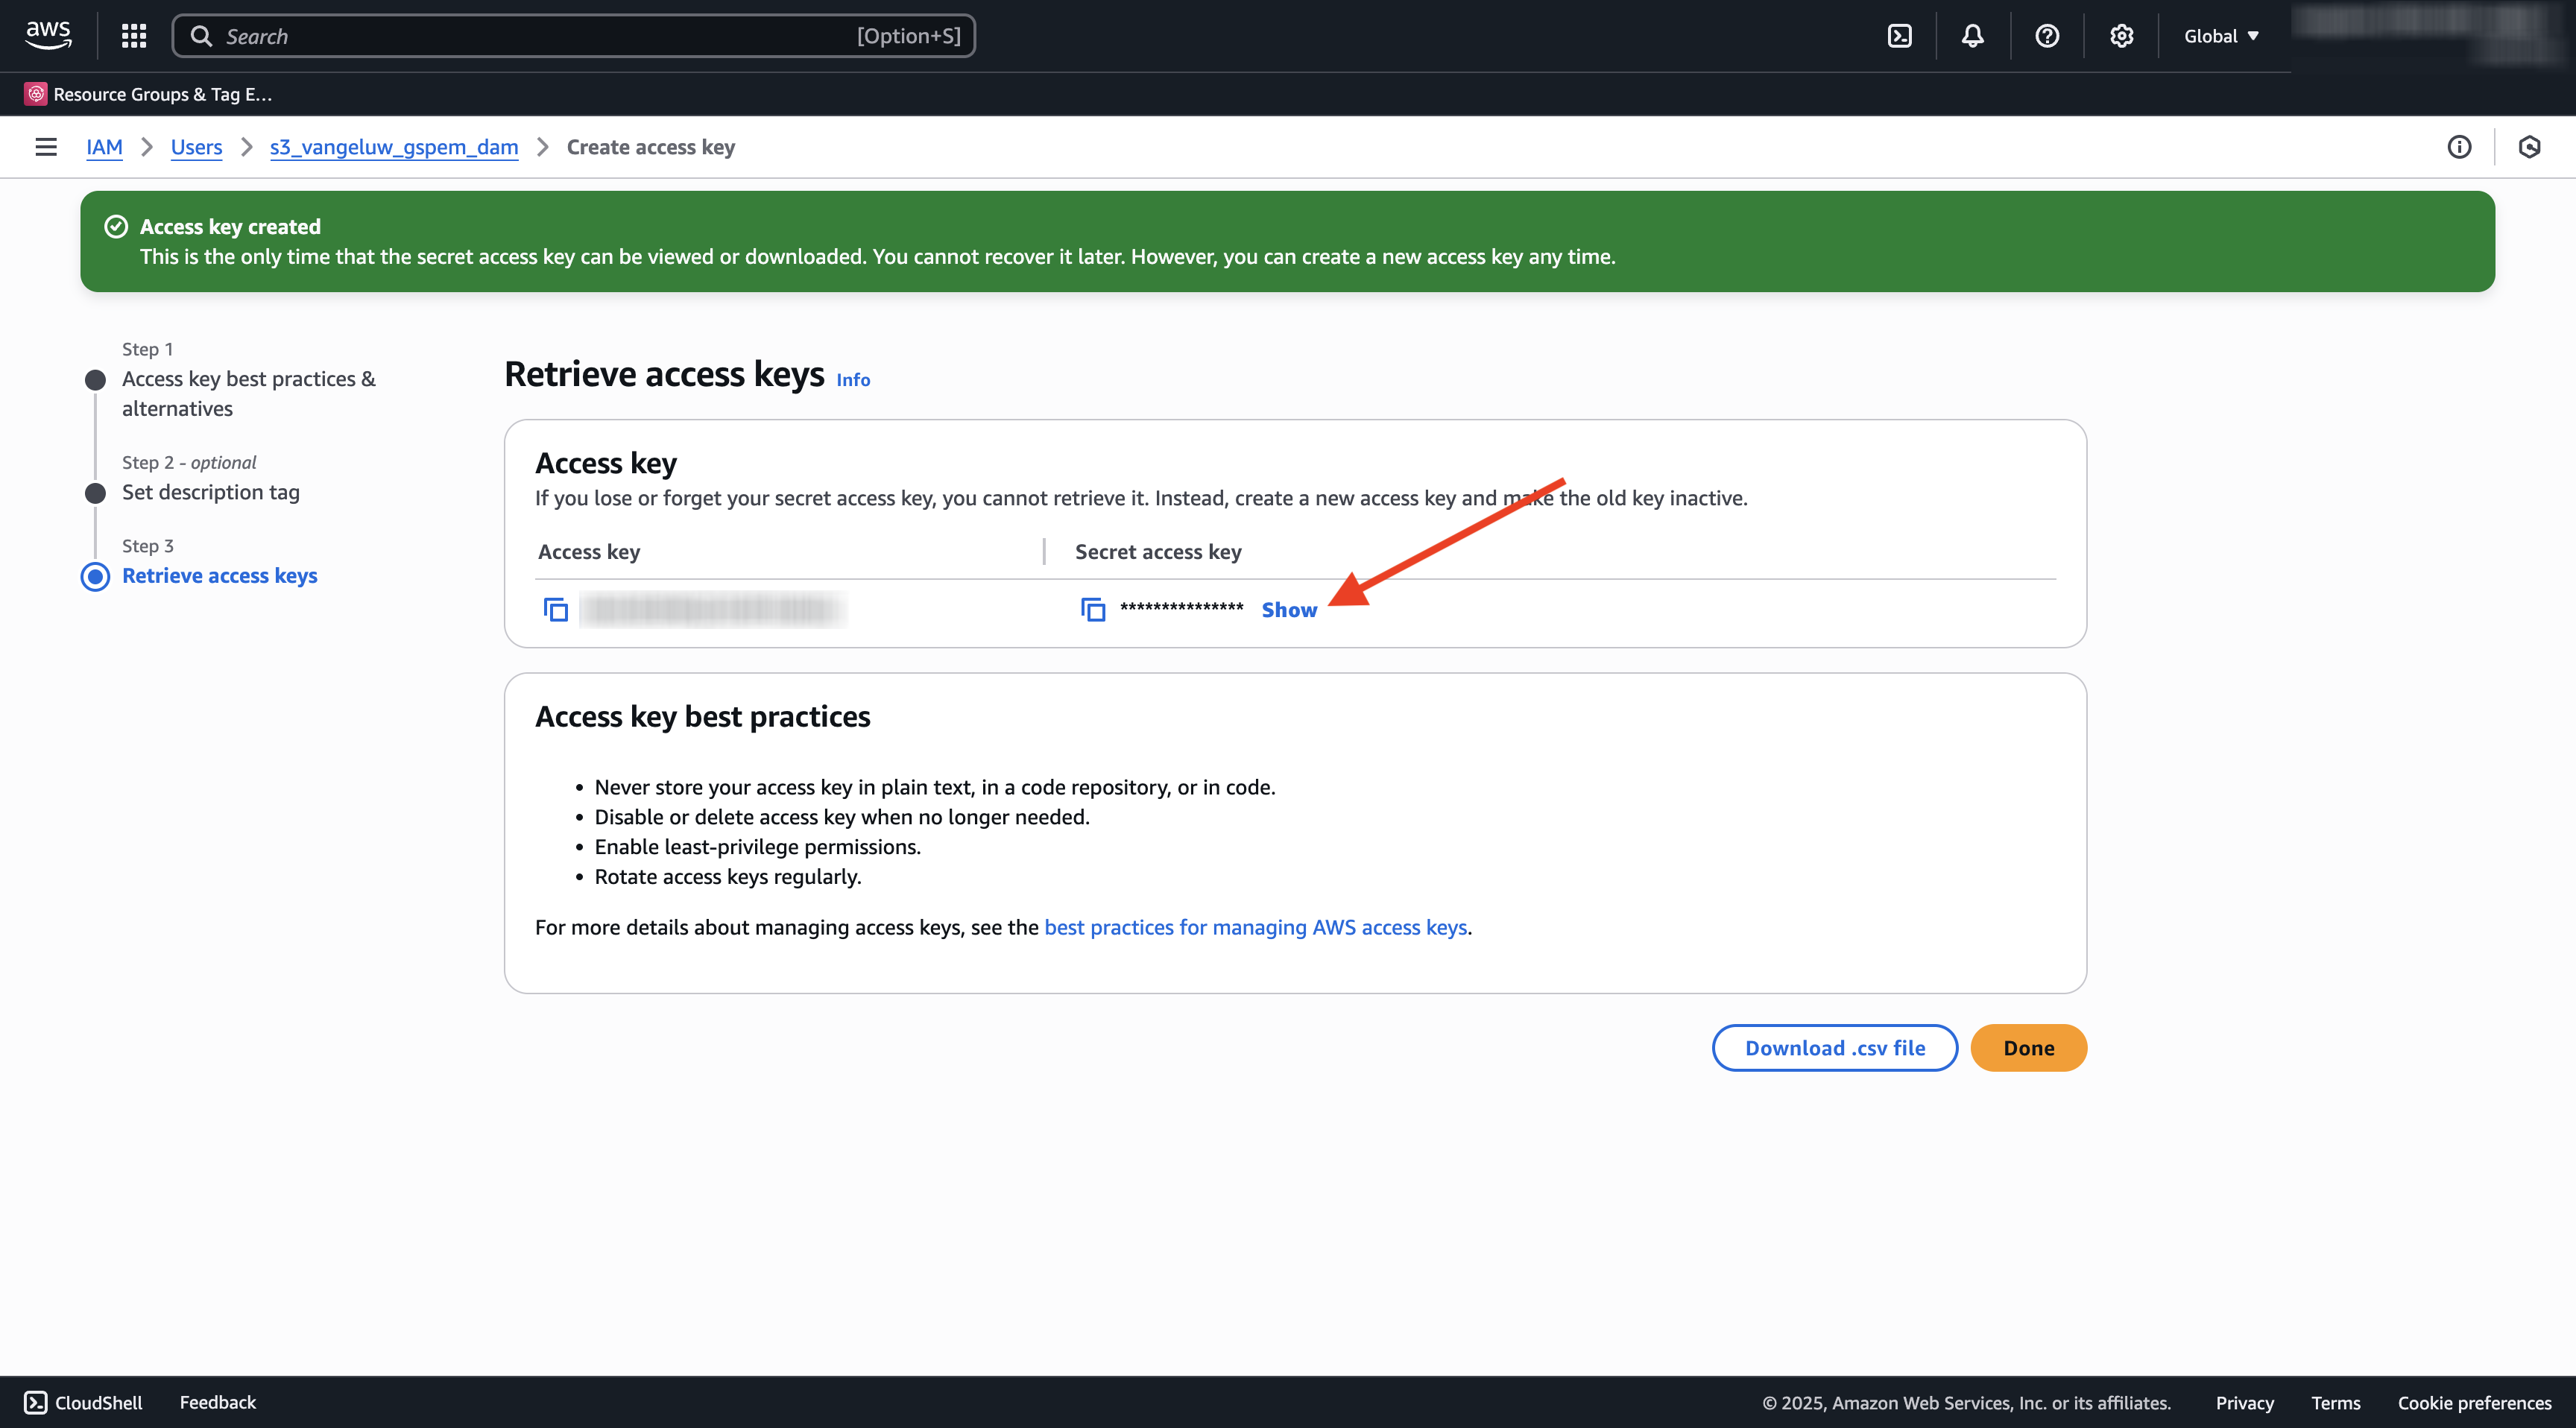 aws
Search
[Option+S]
Global
Resource Groups & Tag E...
IAM
Users
s3_vangeluw_gspem_dam
Create access key
Access key created
This is the only time that the secret access key can be viewed or downloaded. You cannot recover it later. However, you can create a new access key any time.
Step 1
Access key best practices &
alternatives
Step 2 - optional
Set description tag
Step 3
Retrieve access keys
Retrieve access keys Info
Access key
If you lose or forget your secret access key, you cannot retrieve it. Instead, create a new access key and make the old key inactive.
Access key
Secret access key
*************** Show
Access key best practices
• Never store your access key in plain text, in a code repository, or in code.
• Disable or delete access key when no longer needed.
• Enable least-privilege permissions.
• Rotate access keys regularly.
For more details about managing access keys, see the best practices for managing AWS access keys.
Download .csv file
Done
CloudShell
Feedback
© 2025, Amazon Web Services, Inc. or its affiliates.
Privacy
Terms
Cookie preferences